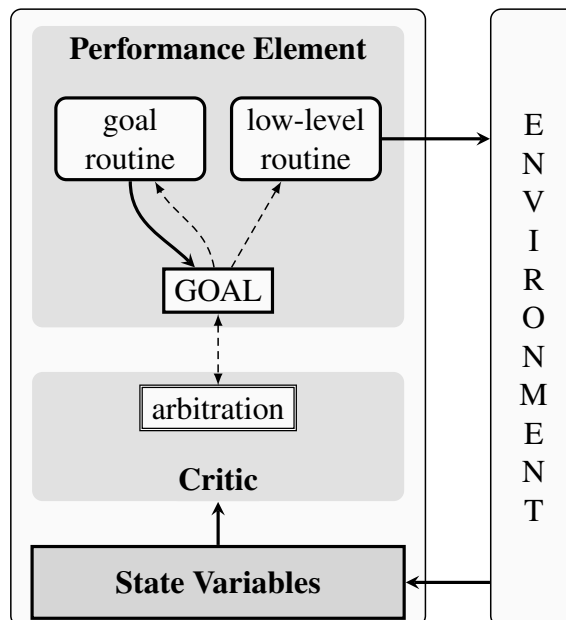 Performance Element
goal
routine
low-level
routine
GOAL
arbitration
Critic
State Variables
E
N
V
I
R
O
N
M
E
N
T